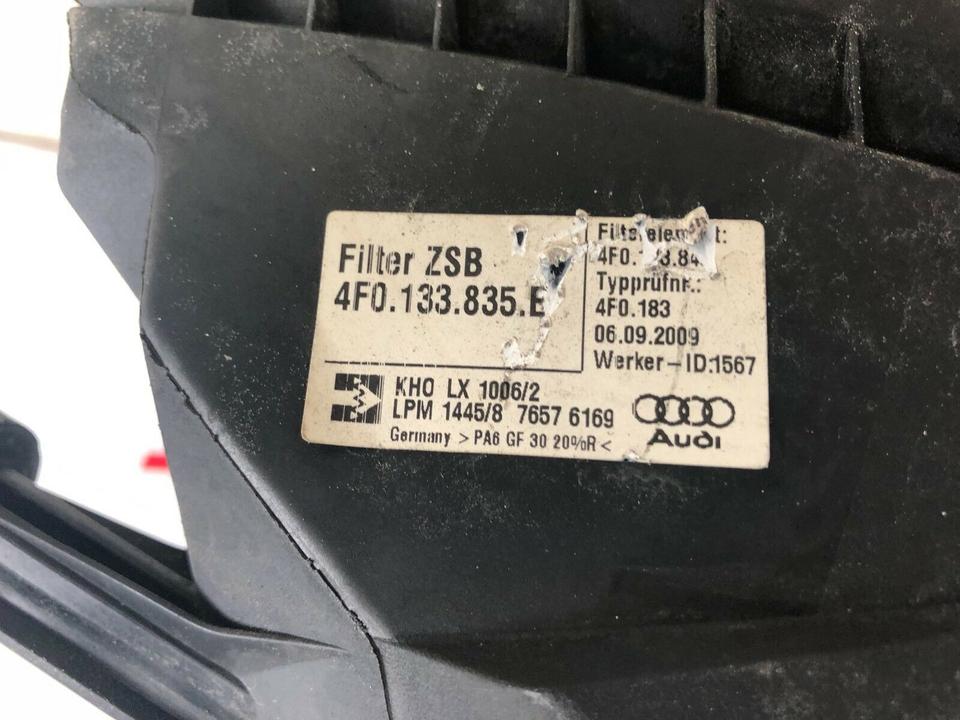 Filter ZSB
4F0.133.835.E
Typprüfnr.:
4F0.183
06.09.2009
Werker-ID:1567
KHO LX 1006/2
LPM 1445/8 7657 6169
Audi
Germany > PA6 GF 30 20%R <